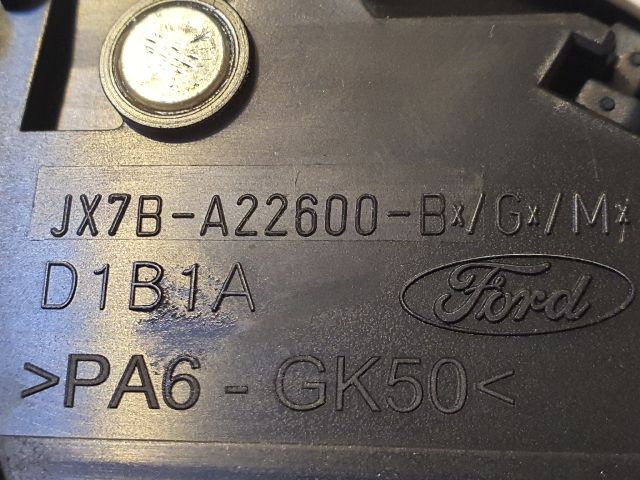 JX7B-A22600-Bx/Gx/Mx
D1B1A
Ford
>PA6-GK50<